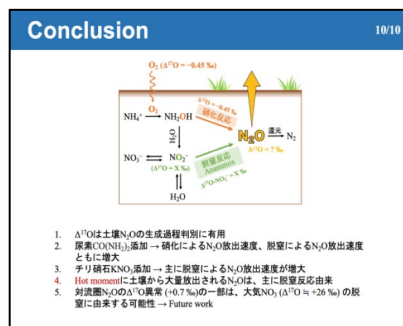 Conclusion
10/10
O₂ (Δ¹⁷O = −0.45 ‰)
O₂
NH₄⁺ → NH₂OH
Δ¹⁷O = −0.45 ‰
硝化反応
H₂O
N₂O 還元 → N₂
Δ¹⁷O = ? ‰
NO₃⁻ ⇌ NO₂⁻
(Δ¹⁷O = X ‰)
脱窒反応
Anammox
Δ¹⁷O-NO₂⁻ = X ‰
H₂O
1. Δ¹⁷Oは土壌N₂Oの生成過程判別に有用
2. 尿素CO(NH₂)₂添加 → 硝化によるN₂O放出速度、脱窒によるN₂O放出速度
ともに増大
3. チリ硝石KNO₃添加 → 主に脱窒によるN₂O放出速度が増大
4. Hot momentに土壌から大量放出されるN₂Oは、主に脱窒反応由来
5. 対流圏N₂OのΔ¹⁷O異常 (+0.7 ‰)の一部は、大気NO₃⁻ (Δ¹⁷O ≒ +26 ‰) の脱
窒に由来する可能性 → Future work